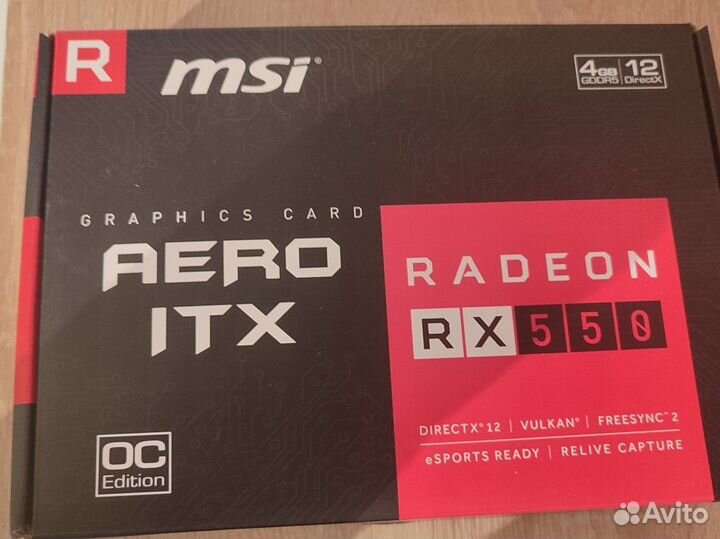 R msi
4GB GDDR5 12 DirectX
GRAPHICS CARD
AERO
ITX
RADEON
RX 550
DIRECTX® 12 | VULKAN® | FREESYNC™ 2
eSPORTS READY | RELIVE CAPTURE
OC
Edition
Avito